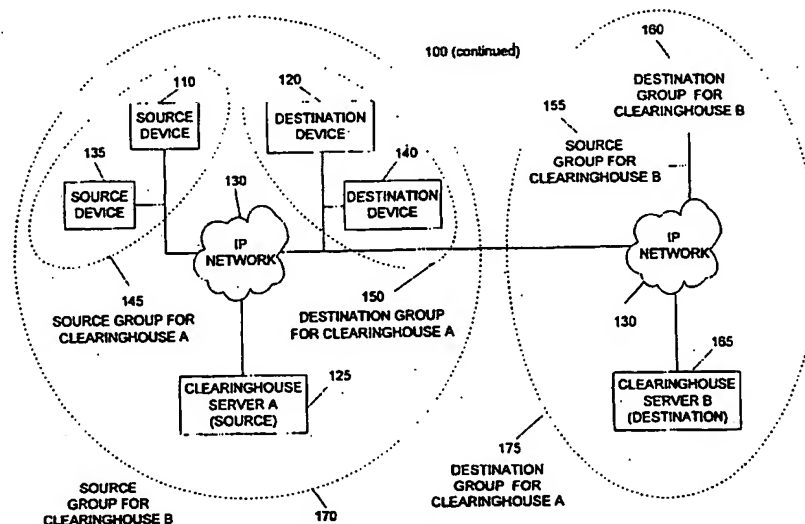 100 (continued)
110
SOURCE
DEVICE
120
DESTINATION
DEVICE
135
SOURCE
DEVICE
140
DESTINATION
DEVICE
130
IP
NETWORK
145
SOURCE GROUP FOR
CLEARINGHOUSE A
150
DESTINATION GROUP
FOR CLEARINGHOUSE A
CLEARINGHOUSE
SERVER A
(SOURCE)
125
160
DESTINATION
GROUP FOR
CLEARINGHOUSE B
155
SOURCE
GROUP FOR
CLEARINGHOUSE B
IP
NETWORK
130
165
CLEARINGHOUSE
SERVER B
(DESTINATION)
175
DESTINATION
GROUP FOR
CLEARINGHOUSE A
SOURCE
GROUP FOR
CLEARINGHOUSE B
170